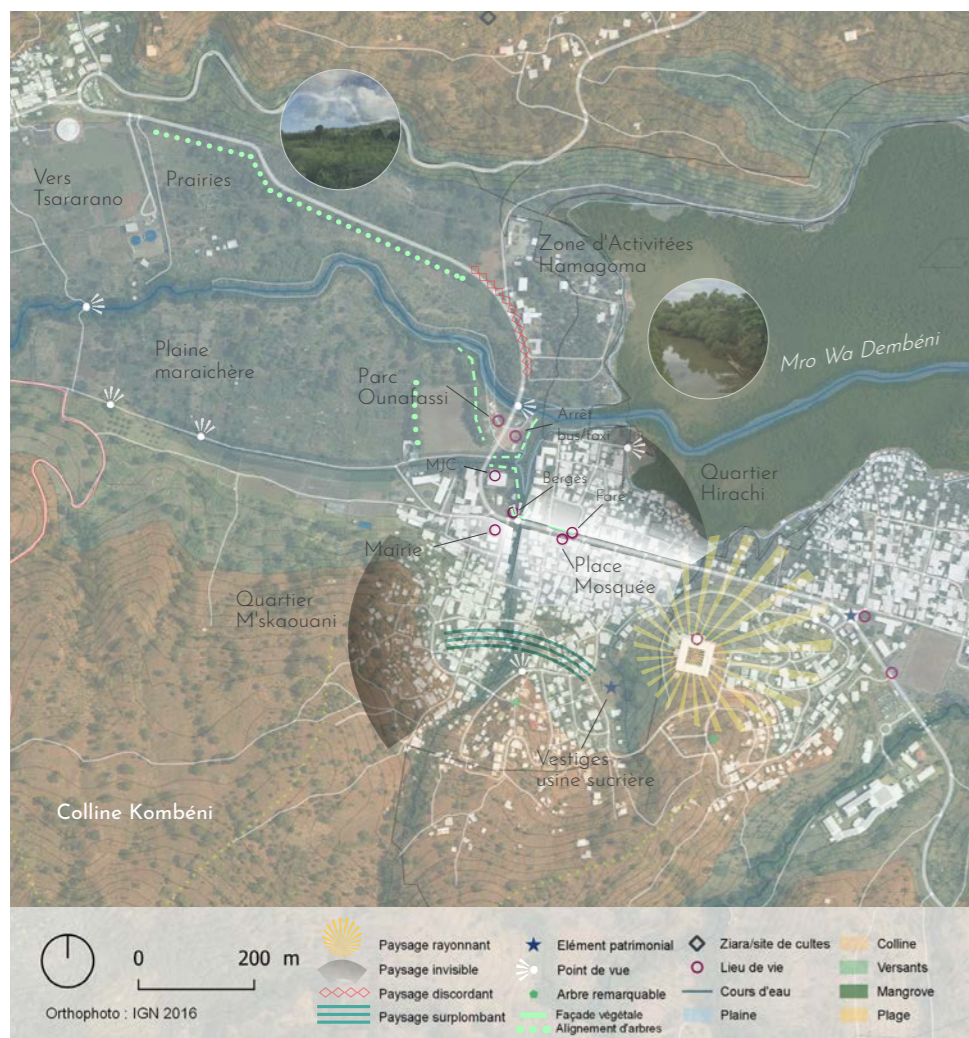 Vers
Tsararano
Prairies
Zone d'Activitées
Hamagoma
Mro Wa Dembéni
Plaine
maraichère
Parc
Ounafassi
Arrêt
bus/taxi
MJC
Berges
Faré
Quartier
Hirachi
Mairie
Place
Mosquée
Quartier
M'skaouani
Vestiges
usine sucrière
Colline Kombéni
0 200 m
Orthophoto : IGN 2016
Paysage rayonnant
Paysage invisible
Paysage discordant
Paysage surplombant
Elément patrimonial
Point de vue
Arbre remarquable
Façade végétale
Alignement d'arbres
Ziara/site de cultes
Lieu de vie
Cours d'eau
Plaine
Colline
Versants
Mangrove
Plage